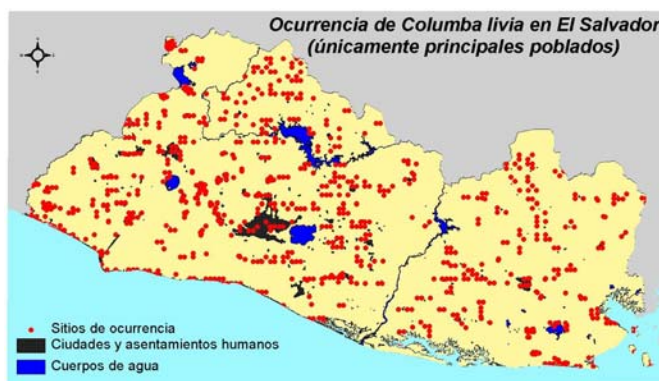 Ocurrencia de Columba livia en El Salvador
(únicamente principales poblados)
Sitios de ocurrencia
Ciudades y asentamientos humanos
Cuerpos de agua